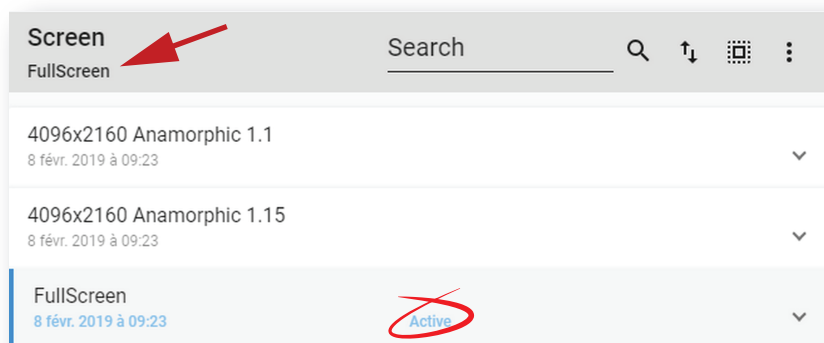 Screen
FullScreen
Search
4096x2160 Anamorphic 1.1
8 févr. 2019 à 09:23
4096x2160 Anamorphic 1.15
8 févr. 2019 à 09:23
FullScreen
8 févr. 2019 à 09:23
Active